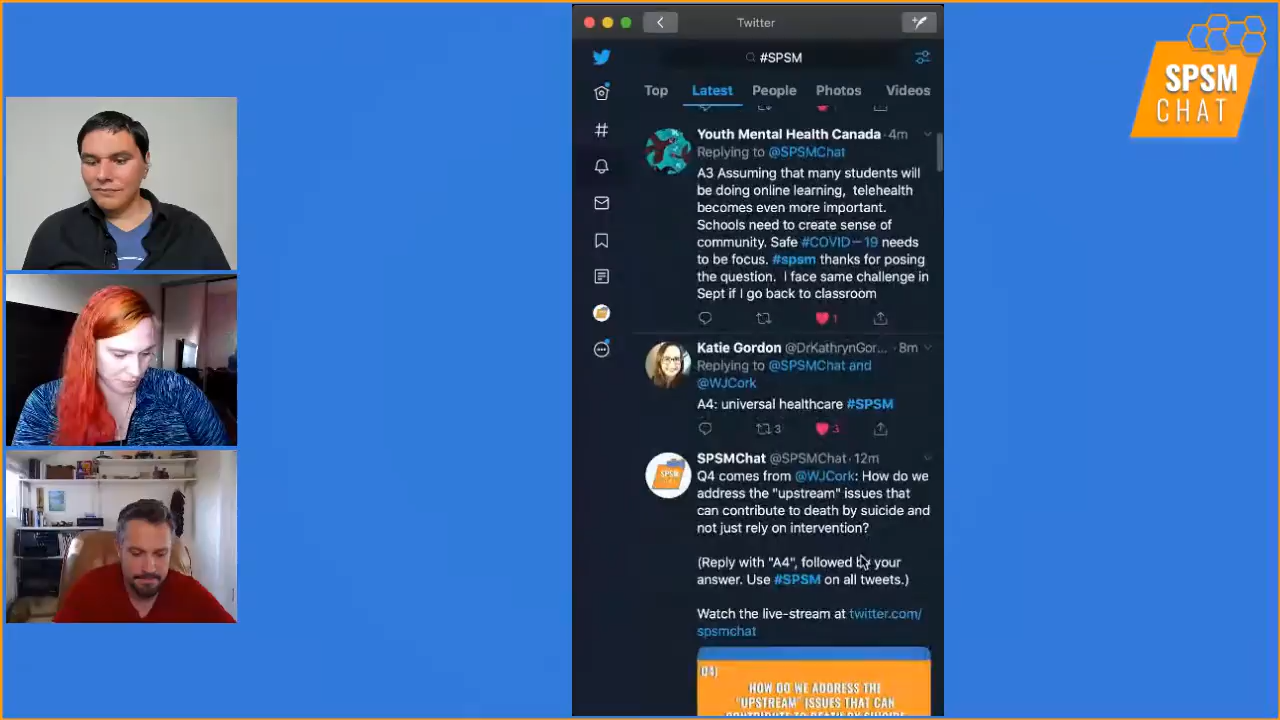 Twitter
#SPSM
Top Latest People Photos Videos
Youth Mental Health Canada · 4m
Replying to @SPSMChat
A3 Assuming that many students will
be doing online learning, telehealth
becomes even more important.
Schools need to create sense of
community. Safe #COVID–19 needs
to be focus. #spsm thanks for posing
the question. I face same challenge in
Sept if I go back to classroom
1
Katie Gordon @DrKathrynGor... · 8m
Replying to @SPSMChat and
@WJCork
A4: universal healthcare #SPSM
3 3
SPSMChat @SPSMChat · 12m
Q4 comes from @WJCork: How do we
address the "upstream" issues that
can contribute to death by suicide and
not just rely on intervention?
(Reply with "A4", followed by your
answer. Use #SPSM on all tweets.)
Watch the live-stream at twitter.com/
spsmchat
Q4)
HOW DO WE ADDRESS THE
"UPSTREAM" ISSUES THAT CAN
CONTRIBUTE TO DEATH BY SUICIDE
SPSM
SPSM
CHAT